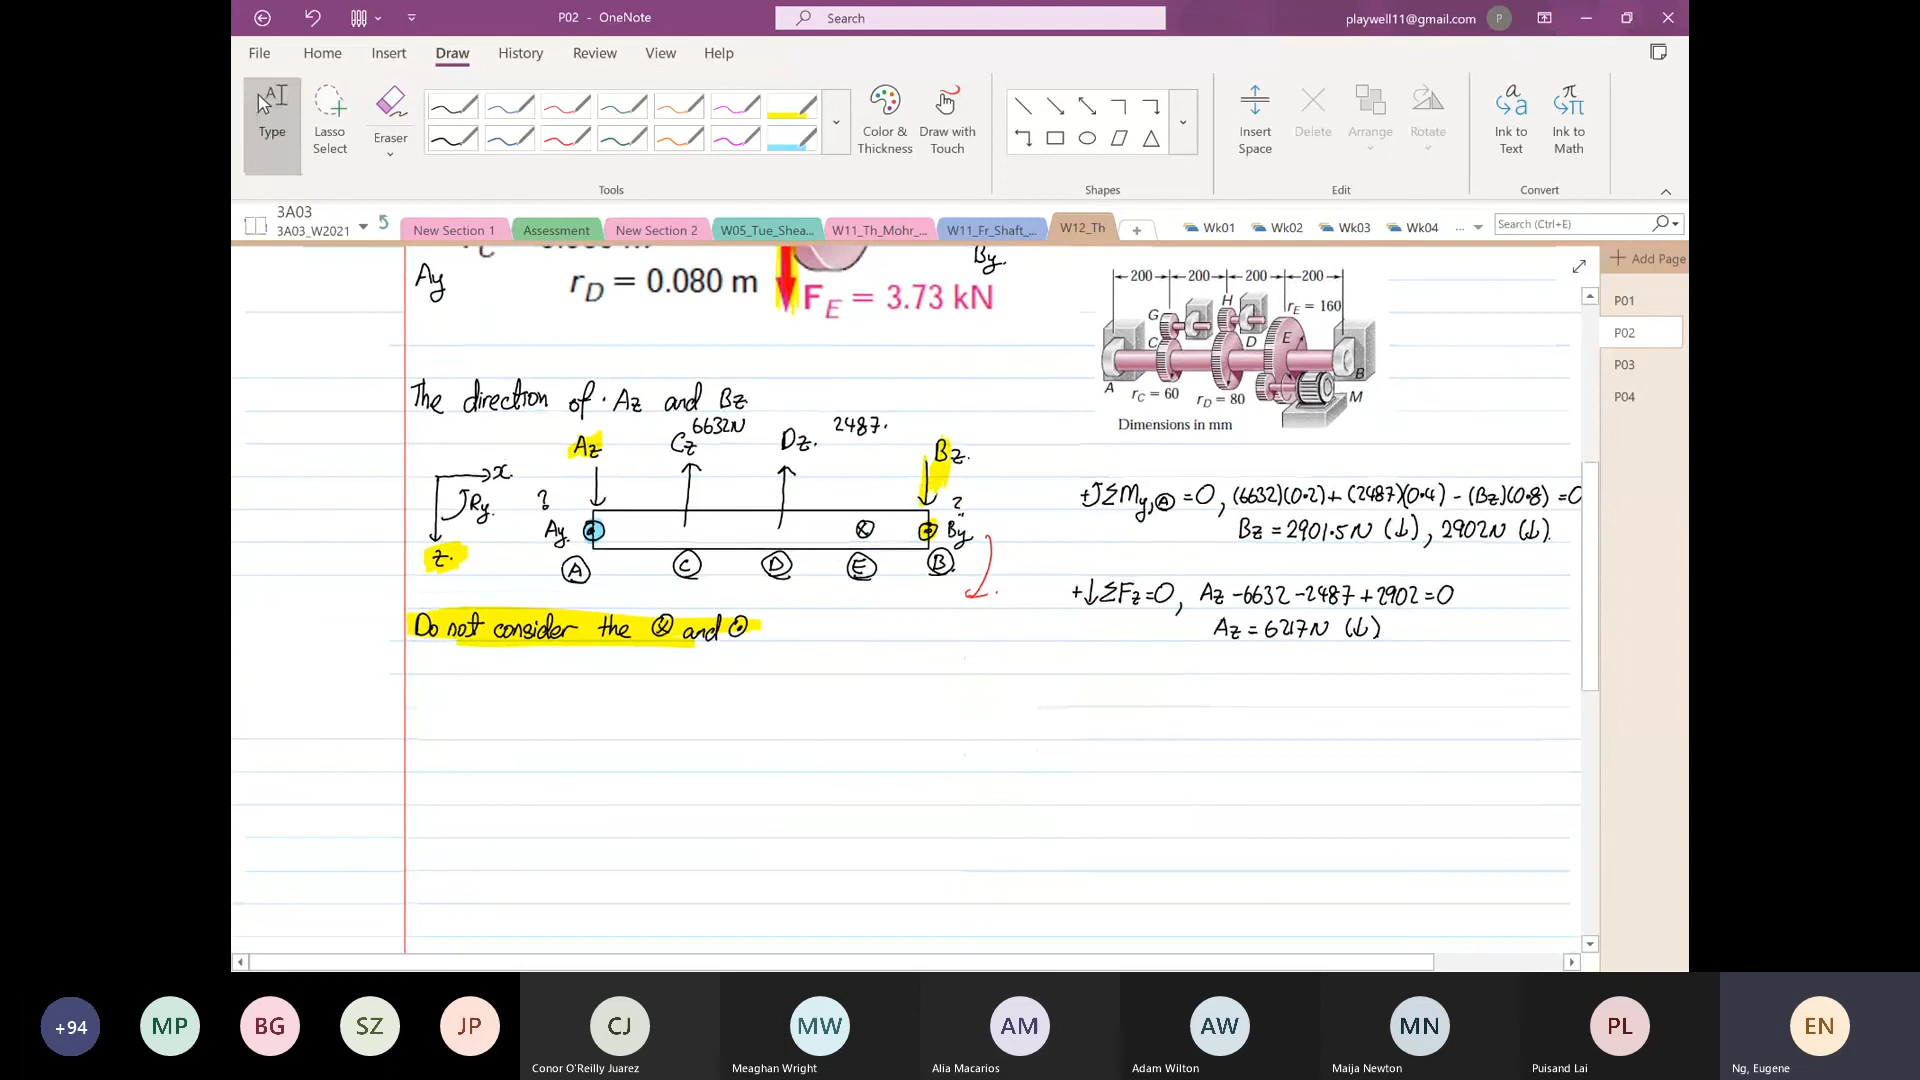 P02 - OneNote
Search
playwell11@gmail.com
P
File Home Insert Draw History Review View Help
Type
Lasso Select
Eraser
Color & Thickness
Draw with Touch
Insert Space
Delete
Arrange
Rotate
Ink to Text
Ink to Math
Tools
Shapes
Edit
Convert
3A03
3A03_W2021
New Section 1
Assessment
New Section 2
W05_Tue_Shea...
W11_Th_Mohr_...
W11_Fr_Shaft_...
W12_Th
Wk01
Wk02
Wk03
Wk04
...
Search (Ctrl+E)
Add Page
P01
P02
P03
P04
Ay
r_D = 0.080 m
By.
F_E = 3.73 kN
200 200 200 200
G H r_E = 160
C D E
A B
r_C = 60 r_D = 80 M
Dimensions in mm
The direction of Az and Bz
6632N 2487.
Az Cz Dz. Bz.
x
Ry. ? ?
Ay. By
z.
A C D E B
Do not consider the ⊗ and ⊙
+ΣMy,Ⓐ = 0, (6632)(0.2)+(2487)(0.4) - (Bz)(0.8) = 0
Bz = 2901.5N (↓), 2902N (↓).
+↓ΣFz=0, Az -6632 -2487 +2902 = 0
Az = 6217N (↓)
+94
MP
BG
SZ
JP
CJ
Conor O'Reilly Juarez
MW
Meaghan Wright
AM
Alia Macarios
AW
Adam Wilton
MN
Maija Newton
PL
Puisand Lai
EN
Ng, Eugene